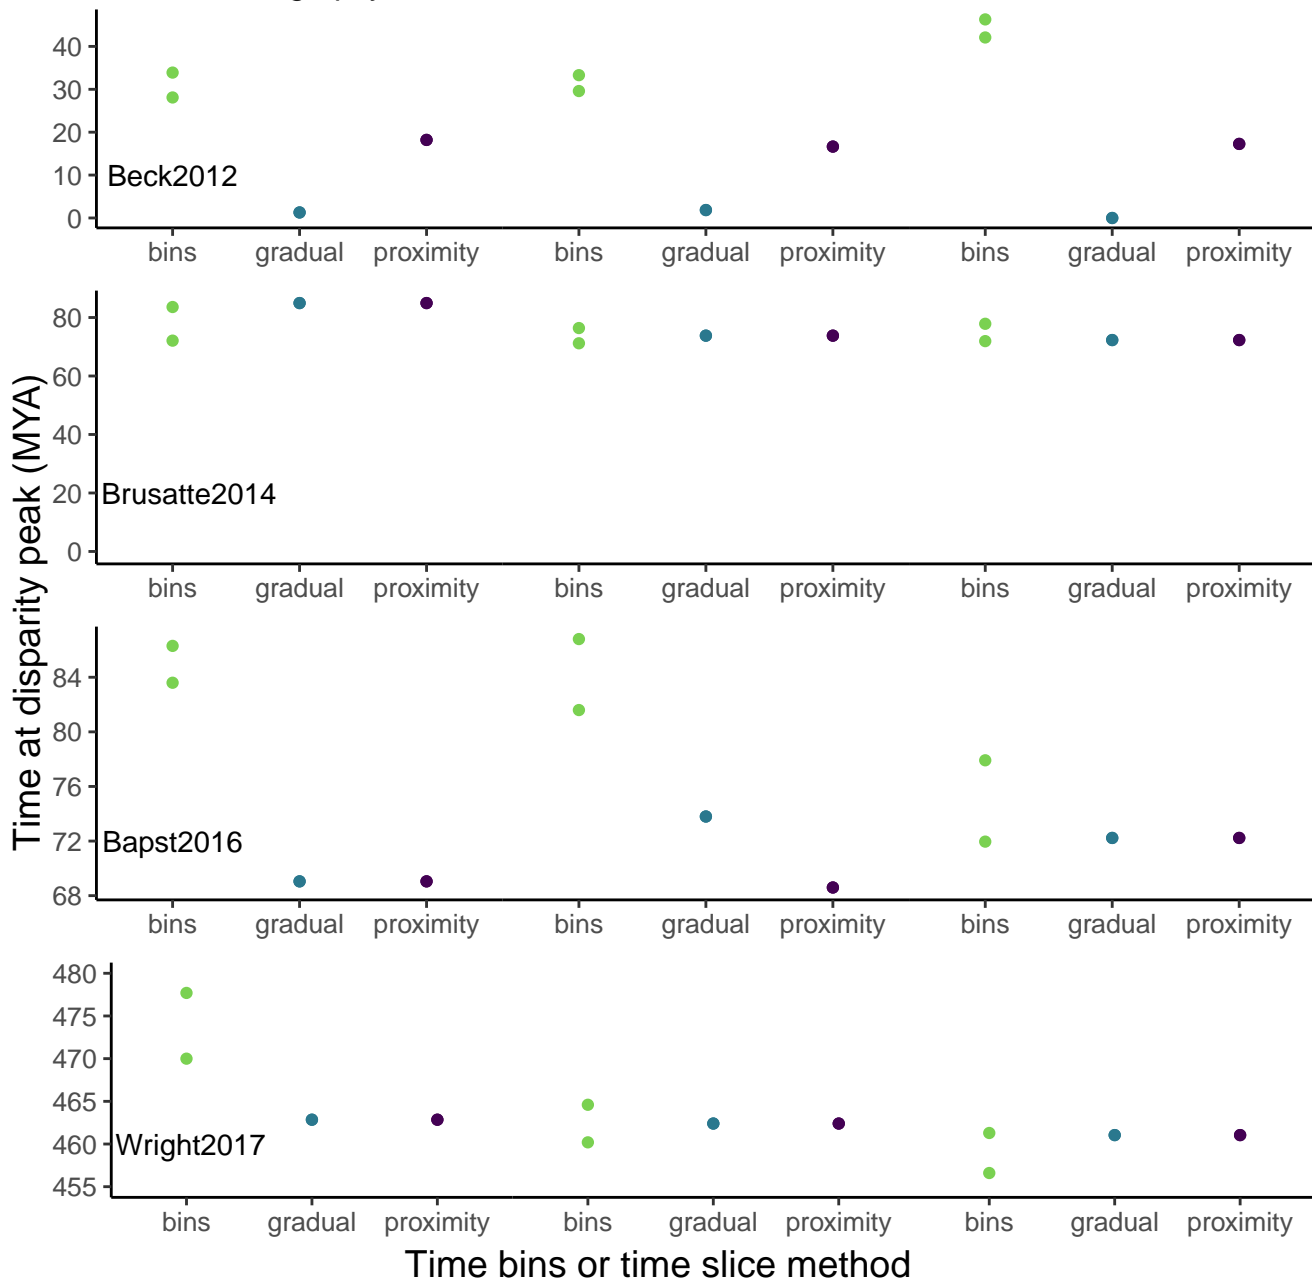 40
30
20
10
0
Beck2012
bins gradual proximity bins gradual proximity bins gradual proximity
80
60
40
20
0
Brusatte2014
bins gradual proximity bins gradual proximity bins gradual proximity
Time at disparity peak (MYA)
84
80
76
72
68
Bapst2016
bins gradual proximity bins gradual proximity bins gradual proximity
480
475
470
465
460
455
Wright2017
bins gradual proximity bins gradual proximity bins gradual proximity
Time bins or time slice method